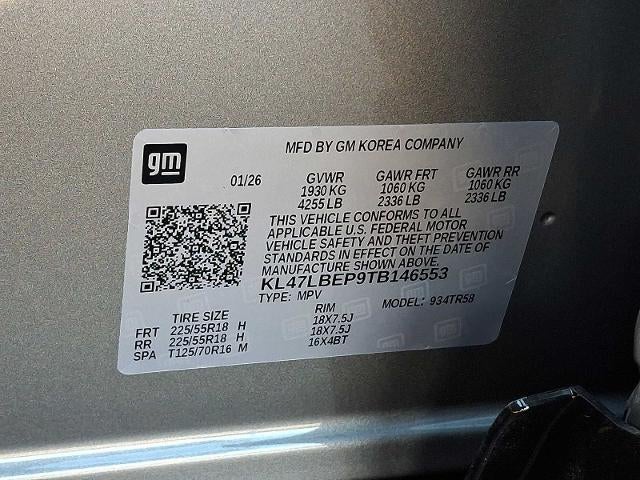 MFD BY GM KOREA COMPANY
gm
01/26
GVWR GAWR FRT GAWR RR
1930 KG 1060 KG 1060 KG
4255 LB 2336 LB 2336 LB
THIS VEHICLE CONFORMS TO ALL
APPLICABLE U.S. FEDERAL MOTOR
VEHICLE SAFETY AND THEFT PREVENTION
STANDARDS IN EFFECT ON THE DATE OF
MANUFACTURE SHOWN ABOVE.
KL47LBEP9TB146553
TYPE: MPV MODEL: 934TR58
TIRE SIZE RIM
FRT 225/55R18 H 18X7.5J
RR 225/55R18 H 18X7.5J
SPA T125/70R16 M 16X4BT